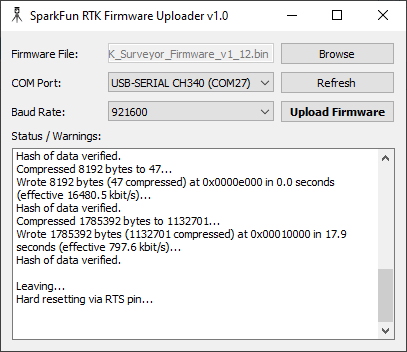 SparkFun RTK Firmware Uploader v1.0
Firmware File: K_Surveyor_Firmware_v1_12.bin Browse
COM Port: USB-SERIAL CH340 (COM27) Refresh
Baud Rate: 921600 Upload Firmware
Status / Warnings:
Hash of data verified.
Compressed 8192 bytes to 47...
Wrote 8192 bytes (47 compressed) at 0x0000e000 in 0.0 seconds
(effective 16480.5 kbit/s)...
Hash of data verified.
Compressed 1785392 bytes to 1132701...
Wrote 1785392 bytes (1132701 compressed) at 0x00010000 in 17.9
seconds (effective 797.6 kbit/s)...
Hash of data verified.
Leaving...
Hard resetting via RTS pin...